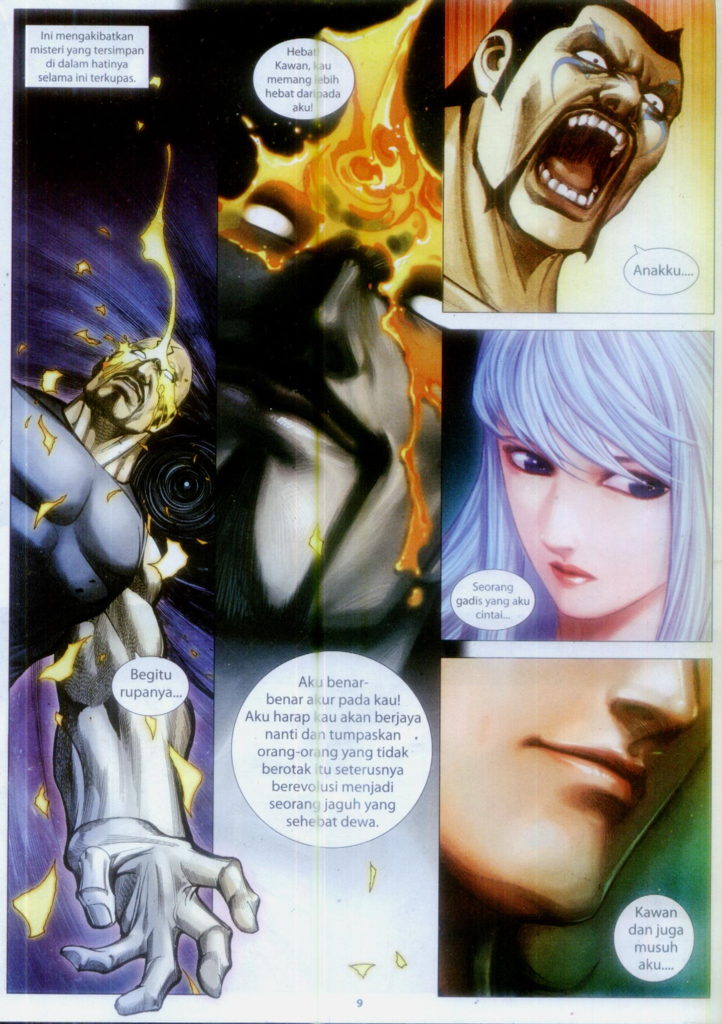 Ini mengakibatkan
misteri yang tersimpan
di dalam hatinya
selama ini terkupas.
Begitu
rupanya...
Hebat!
Kawan, kau
memang lebih
hebat daripada
aku!
Aku benar-
benar akur pada kau!
Aku harap kau akan berjaya
nanti dan tumpaskan
orang-orang yang tidak
berotak itu seterusnya
berevolusi menjadi
seorang jaguh yang
sehebat dewa.
Anakku....
Seorang
gadis yang aku
cintai...
Kawan
dan juga
musuh
aku....
9